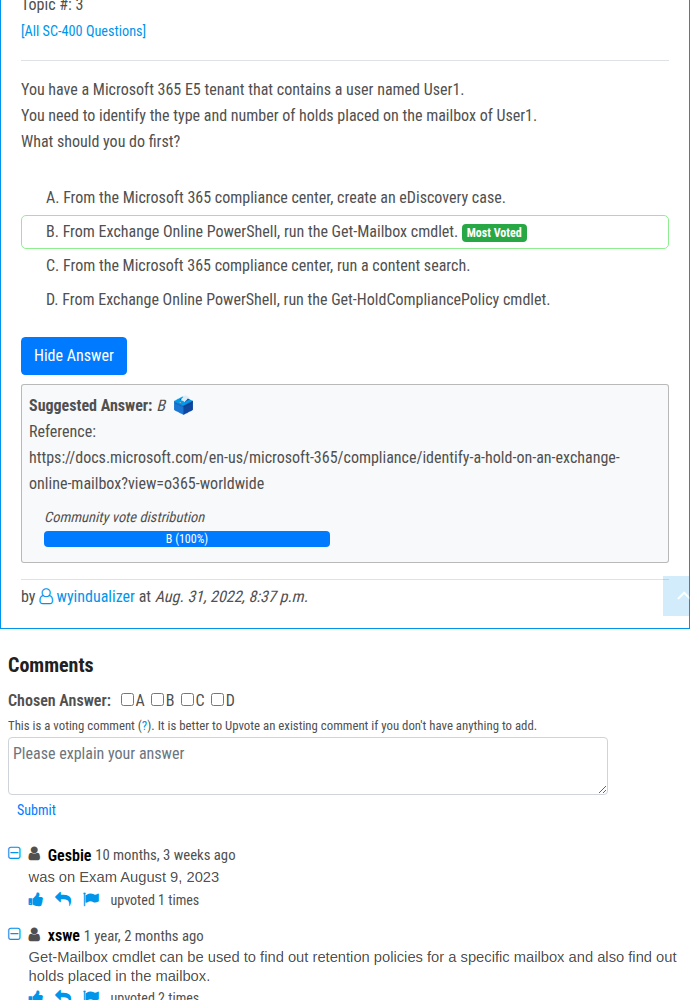 Topic #: 3
[All SC-400 Questions]
You have a Microsoft 365 E5 tenant that contains a user named User1.
You need to identify the type and number of holds placed on the mailbox of User1.
What should you do first?
A. From the Microsoft 365 compliance center, create an eDiscovery case.
B. From Exchange Online PowerShell, run the Get-Mailbox cmdlet. Most Voted
C. From the Microsoft 365 compliance center, run a content search.
D. From Exchange Online PowerShell, run the Get-HoldCompliancePolicy cmdlet.
Hide Answer
Suggested Answer: B
Reference:
https://docs.microsoft.com/en-us/microsoft-365/compliance/identify-a-hold-on-an-exchange-
online-mailbox?view=o365-worldwide
Community vote distribution
B (100%)
by wyindualizer at Aug. 31, 2022, 8:37 p.m.
Comments
Chosen Answer: A B C D
This is a voting comment (?). It is better to Upvote an existing comment if you don't have anything to add.
Please explain your answer
Submit
Gesbie 10 months, 3 weeks ago
was on Exam August 9, 2023
upvoted 1 times
xswe 1 year, 2 months ago
Get-Mailbox cmdlet can be used to find out retention policies for a specific mailbox and also find out
holds placed in the mailbox.
upvoted 2 times